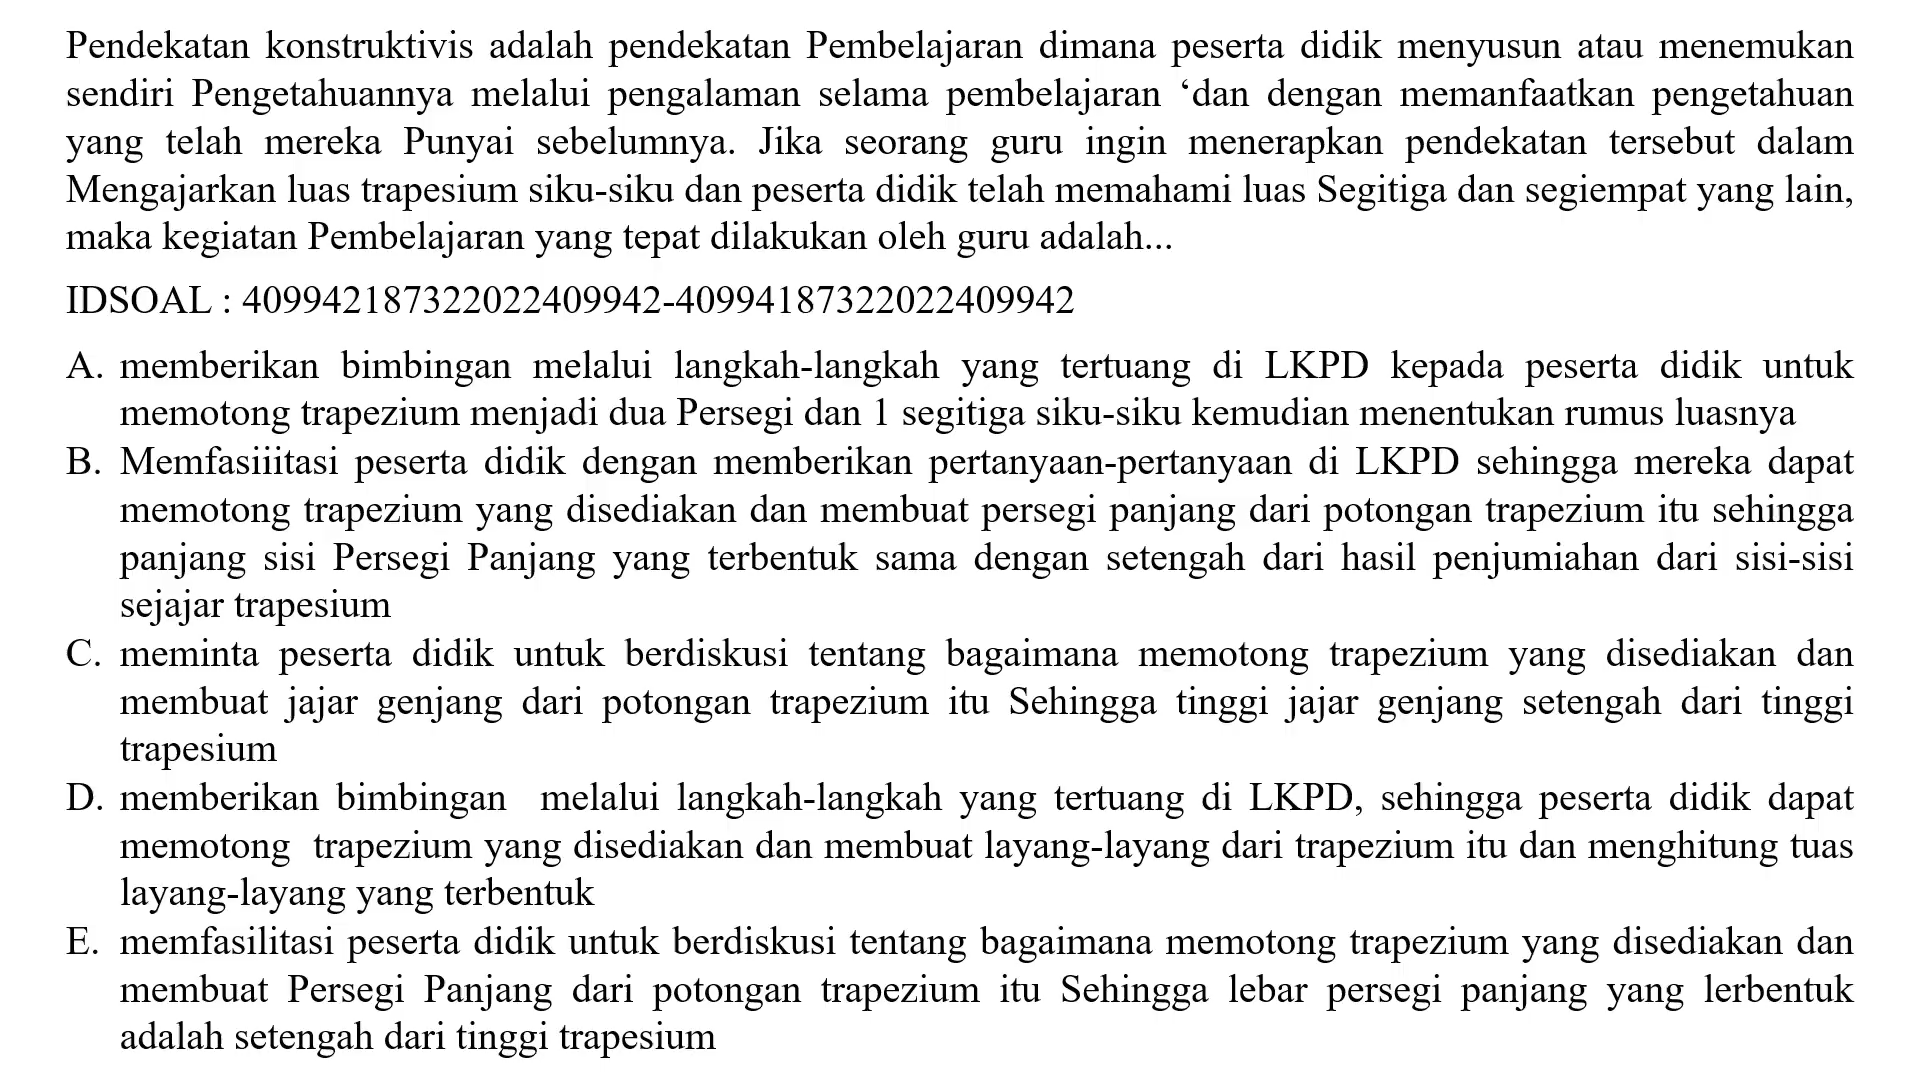 Pendekatan konstruktivis adalah pendekatan Pembelajaran dimana peserta didik menyusun atau menemukan
sendiri Pengetahuannya melalui pengalaman selama pembelajaran ‘dan dengan memanfaatkan pengetahuan
yang telah mereka Punyai sebelumnya. Jika seorang guru ingin menerapkan pendekatan tersebut dalam
Mengajarkan luas trapesium siku-siku dan peserta didik telah memahami luas Segitiga dan segiempat yang lain,
maka kegiatan Pembelajaran yang tepat dilakukan oleh guru adalah...
IDSOAL : 409942187322022409942-40994187322022409942
A. memberikan bimbingan melalui langkah-langkah yang tertuang di LKPD kepada peserta didik untuk
memotong trapezium menjadi dua Persegi dan 1 segitiga siku-siku kemudian menentukan rumus luasnya
B. Memfasiiitasi peserta didik dengan memberikan pertanyaan-pertanyaan di LKPD sehingga mereka dapat
memotong trapezium yang disediakan dan membuat persegi panjang dari potongan trapezium itu sehingga
panjang sisi Persegi Panjang yang terbentuk sama dengan setengah dari hasil penjumiahan dari sisi-sisi
sejajar trapesium
C. meminta peserta didik untuk berdiskusi tentang bagaimana memotong trapezium yang disediakan dan
membuat jajar genjang dari potongan trapezium itu Sehingga tinggi jajar genjang setengah dari tinggi
trapesium
D. memberikan bimbingan melalui langkah-langkah yang tertuang di LKPD, sehingga peserta didik dapat
memotong trapezium yang disediakan dan membuat layang-layang dari trapezium itu dan menghitung tuas
layang-layang yang terbentuk
E. memfasilitasi peserta didik untuk berdiskusi tentang bagaimana memotong trapezium yang disediakan dan
membuat Persegi Panjang dari potongan trapezium itu Sehingga lebar persegi panjang yang lerbentuk
adalah setengah dari tinggi trapesium